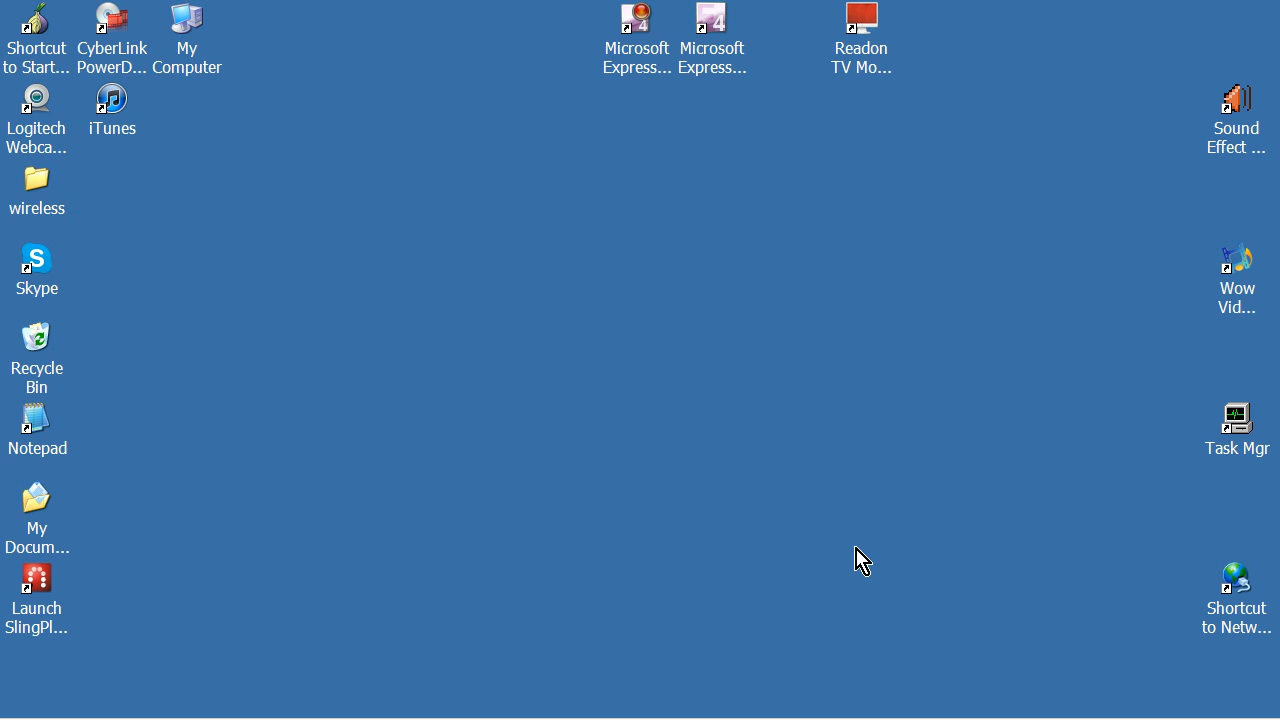 Shortcut
to Start...
CyberLink
PowerD...
My
Computer
Microsoft
Express...
Microsoft
Express...
Readon
TV Mo...
Logitech
Webca...
iTunes
Sound
Effect ...
wireless
Skype
Wow
Vid...
Recycle
Bin
Notepad
Task Mgr
My
Docum...
Launch
SlingPl...
Shortcut
to Netw...